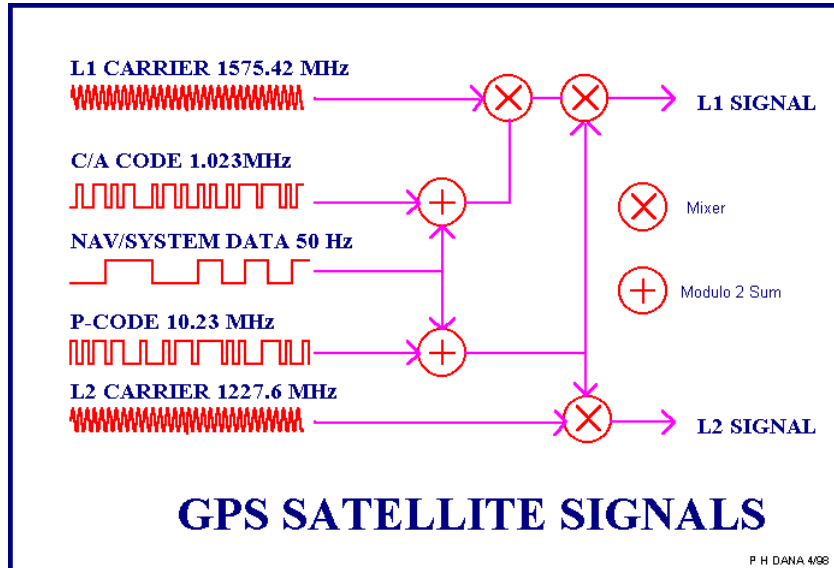 L1 CARRIER 1575.42 MHz
L1 SIGNAL
C/A CODE 1.023MHz
Mixer
NAV/SYSTEM DATA 50 Hz
Modulo 2 Sum
P-CODE 10.23 MHz
L2 CARRIER 1227.6 MHz
L2 SIGNAL
GPS SATELLITE SIGNALS
P H DANA 4/98